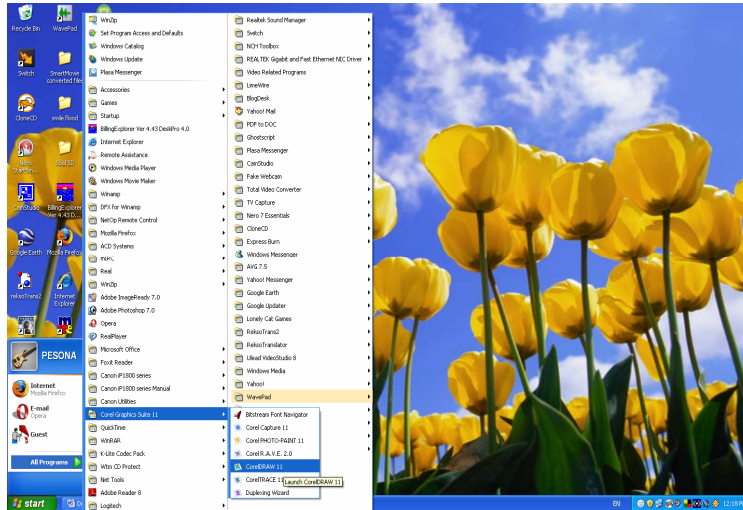 Recycle Bin
WavePad
Switch
SmartMovie
converted files
CloneCD
smile flood
Nero
StartSm...
Soal SD
CamStudio
BillingExplorer
Ver 4.43 D...
Google Earth
Mozilla Firefox
reksoTrans2
Internet
Explorer
PESONA
Internet
Mozilla Firefox
E-mail
Opera
Guest
All Programs
start
WinZip
Set Program Access and Defaults
Windows Catalog
Windows Update
Plasa Messenger
Accessories
Games
Startup
BillingExplorer Ver 4.43 DeskPro 4.0
Internet Explorer
Remote Assistance
Windows Media Player
Windows Movie Maker
Winamp
DFX for Winamp
NetOp Remote Control
Mozilla Firefox
ACD Systems
mIRC
Real
WinZip
Adobe ImageReady 7.0
Adobe Photoshop 7.0
Opera
RealPlayer
Microsoft Office
Foxit Reader
Canon iP1800 series
Canon iP1800 series Manual
Canon Utilities
Corel Graphics Suite 11
QuickTime
WinRAR
K-Lite Codec Pack
Wtm CD Protect
Net Tools
Adobe Reader 8
Logitech
Realtek Sound Manager
Switch
NCH Toolbox
REALTEK Gigabit and Fast Ethernet NIC Driver
Video Related Programs
LimeWire
BlogDesk
Yahoo! Mail
PDF to DOC
Ghostscript
Plasa Messenger
CamStudio
Fake Webcam
Total Video Converter
TV Capture
Nero 7 Essentials
CloneCD
Express Burn
Windows Messenger
AVG 7.5
Yahoo! Messenger
Google Earth
Google Updater
Lonely Cat Games
ReksoTrans2
ReksoTranslator
Ulead VideoStudio 8
Windows Media
Yahoo!
WavePad
Bitstream Font Navigator
Corel Capture 11
Corel PHOTO-PAINT 11
Corel R.A.V.E. 2.0
CorelDRAW 11
CorelTRACE 11
Launch CorelDRAW 11
Duplexing Wizard
EN
12:18 PM